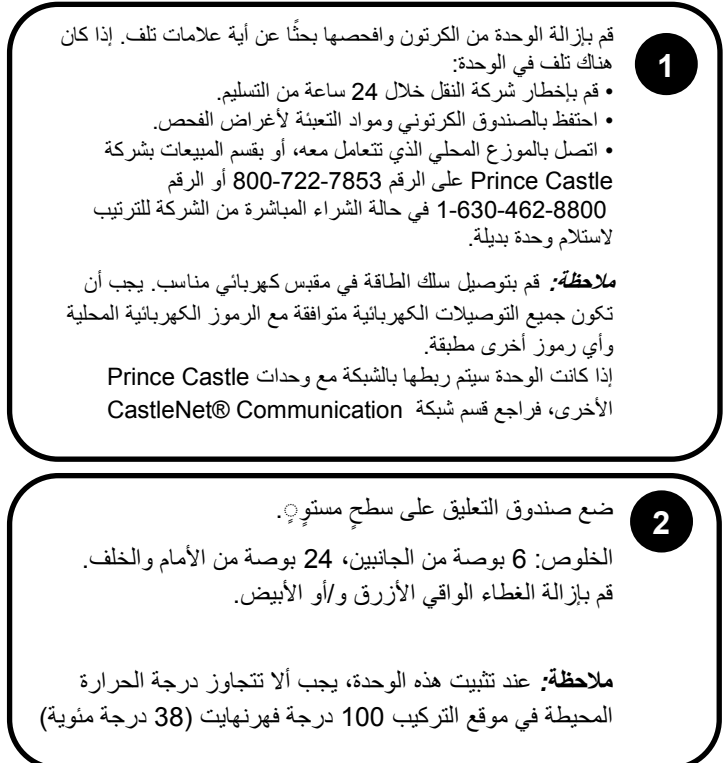 1
قم بإزالة الوحدة من الكرتون وافحصها بحثًا عن أية علامات تلف. إذا كان
هناك تلف في الوحدة:
• قم بإخطار شركة النقل خلال 24 ساعة من التسليم.
• احتفظ بالصندوق الكرتوني ومواد التعبئة لأغراض الفحص.
• اتصل بالموزع المحلي الذي تتعامل معه، أو بقسم المبيعات بشركة
Prince Castle على الرقم 7853-722-800 أو الرقم
1-630-462-8800 في حالة الشراء المباشرة من الشركة للترتيب
لاستلام وحدة بديلة.
ملاحظة: قم بتوصيل سلك الطاقة في مقبس كهربائي مناسب. يجب أن
تكون جميع التوصيلات الكهربائية متوافقة مع الرموز الكهربائية المحلية
وأي رموز أخرى مطبقة.
إذا كانت الوحدة سيتم ربطها بالشبكة مع وحدات Prince Castle
الأخرى، فراجع قسم شبكة CastleNet® Communication
2
ضع صندوق التعليق على سطحٍ مستوٍٍ.
الخلوص: 6 بوصة من الجانبين، 24 بوصة من الأمام والخلف.
قم بإزالة الغطاء الواقي الأزرق و/أو الأبيض.
ملاحظة: عند تثبيت هذه الوحدة، يجب ألا تتجاوز درجة الحرارة
المحيطة في موقع التركيب 100 درجة فهرنهايت (38 درجة مئوية)